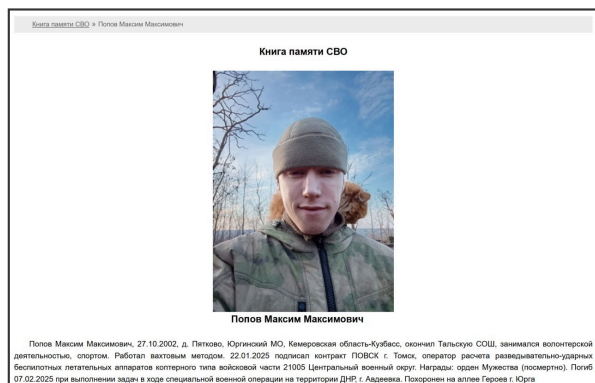 Книга памяти СВО » Попов Максим Максимович
Книга памяти СВО
Попов Максим Максимович
Попов Максим Максимович, 27.10.2002, д. Пятково, Юргинский МО, Кемеровская область-Кузбасс, окончил Тальскую СОШ, занимался волонтерской
деятельностью, спортом. Работал вахтовым методом. 22.01.2025 подписал контракт ПОВСК г. Томск, оператор расчета разведывательно-ударных
беспилотных летательных аппаратов коптерного типа войсковой части 21005 Центральный военный округ. Награды: орден Мужества (посмертно). Погиб
07.02.2025 при выполнении задач в ходе специальной военной операции на территории ДНР, г. Авдеевка. Похоронен на аллее Героев г. Юрга